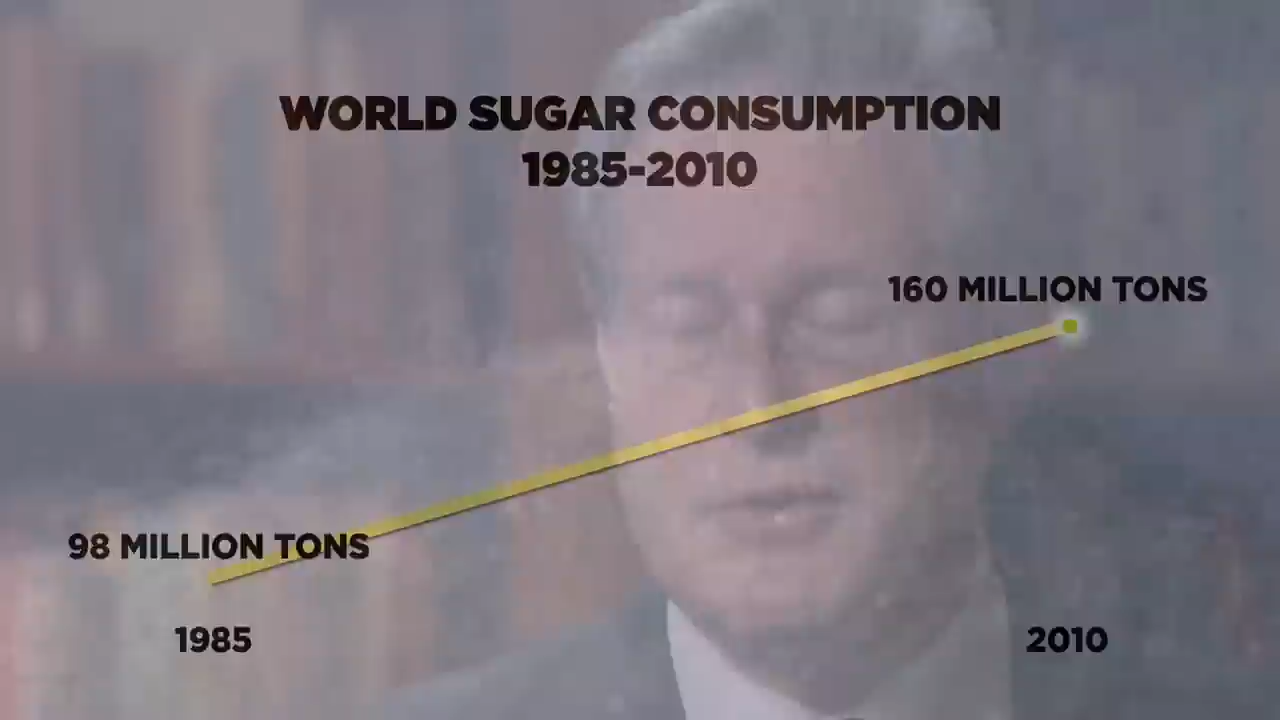 WORLD SUGAR CONSUMPTION
1985-2010
160 MILLION TONS
98 MILLION TONS
1985
2010